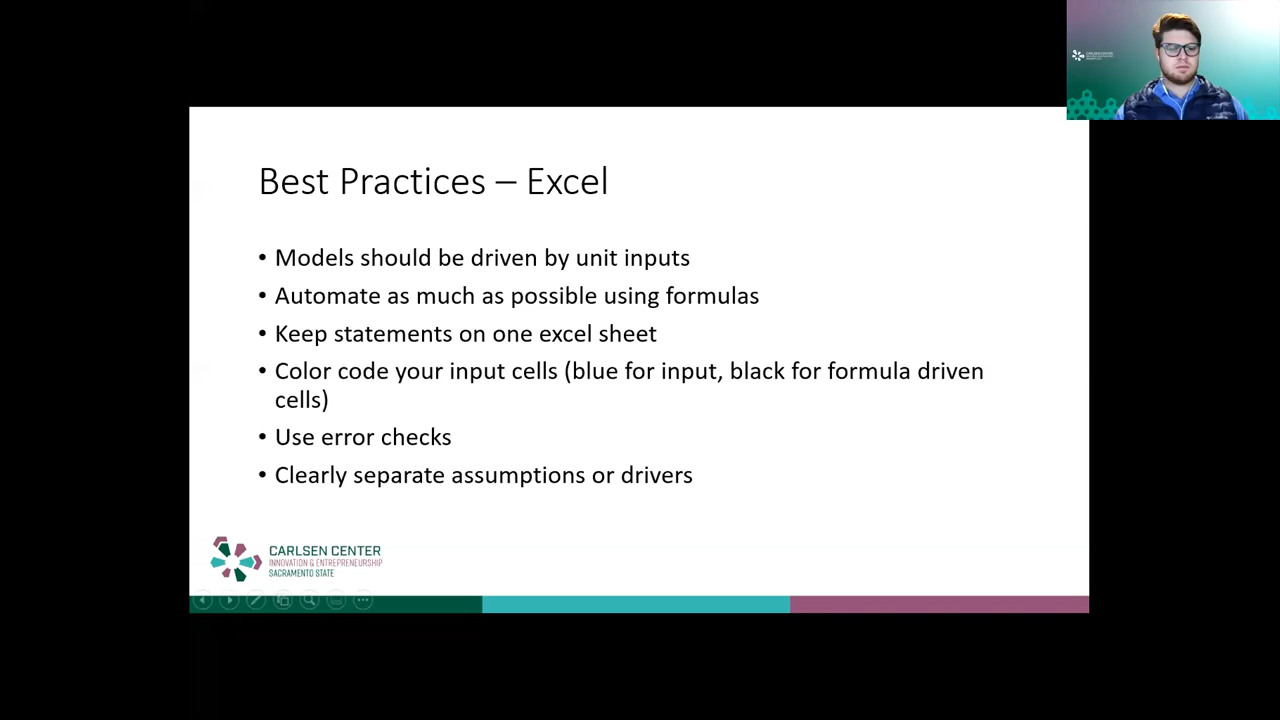 Best Practices – Excel
• Models should be driven by unit inputs
• Automate as much as possible using formulas
• Keep statements on one excel sheet
• Color code your input cells (blue for input, black for formula driven
cells)
• Use error checks
• Clearly separate assumptions or drivers
CARLSEN CENTER
INNOVATION & ENTREPRENEURSHIP
SACRAMENTO STATE
CARLSEN CENTER